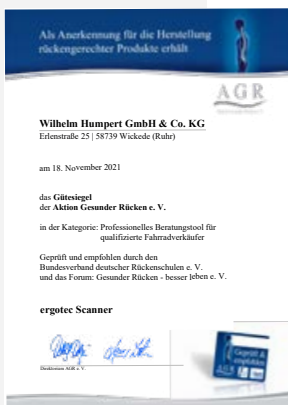 Als Anerkennung für die Herstellung
rückengerechter Produkte erhält
AGR
Wilhelm Humpert GmbH & Co. KG
Erlenstraße 25 | 58739 Wickede (Ruhr)
am 18. November 2021
das Gütesiegel
der Aktion Gesunder Rücken e. V.
in der Kategorie: Professionelles Beratungstool für
qualifizierte Fahrradverkäufer
Geprüft und empfohlen durch den
Bundesverband deutscher Rückenschulen e. V.
und das Forum: Gesunder Rücken - besser leben e. V.
ergotec Scanner
Direktorium AGR e. V.
Geprüft &
empfohlen
AGR